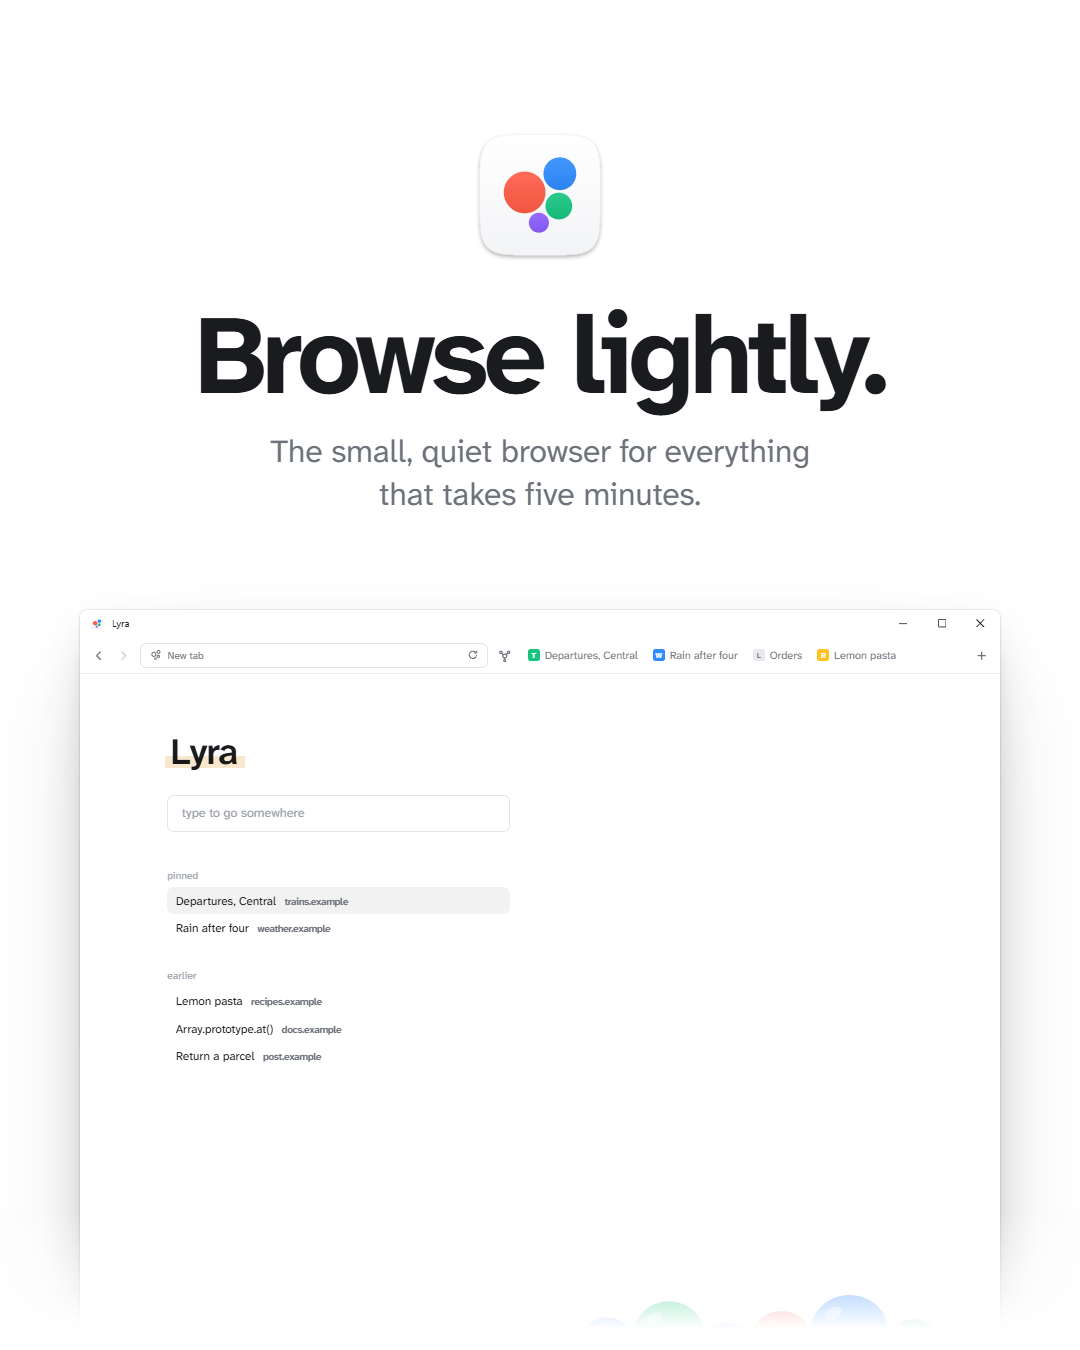 Browse lightly.
The small, quiet browser for everything
that takes five minutes.
Lyra
New tab
T Departures, Central W Rain after four L Orders R Lemon pasta
Lyra
type to go somewhere
pinned
Departures, Central trains.example
Rain after four weather.example
earlier
Lemon pasta recipes.example
Array.prototype.at() docs.example
Return a parcel post.example